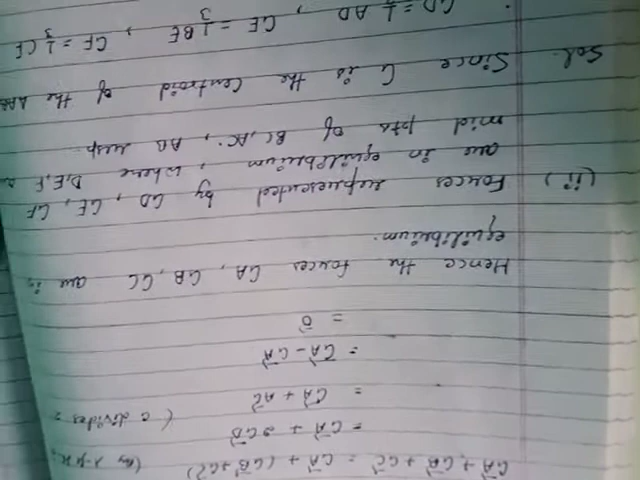 GA + GB + GC = GA + (GB + GC) (by λ-μ
= GA + 2GD
= GA + AG (G divides
= GA - GA
= 0
Hence the forces GA, GB, GC are in
equilibrium.
(ii) Forces represented by GD, GE, GF
are in equilibrium, where D, E, F
mid pts of BC, AC, AB resp.
Sol. Since G is the centroid of the
GD = 1/3 AD, GE = 1/3 BE, GF = 1/3 CF